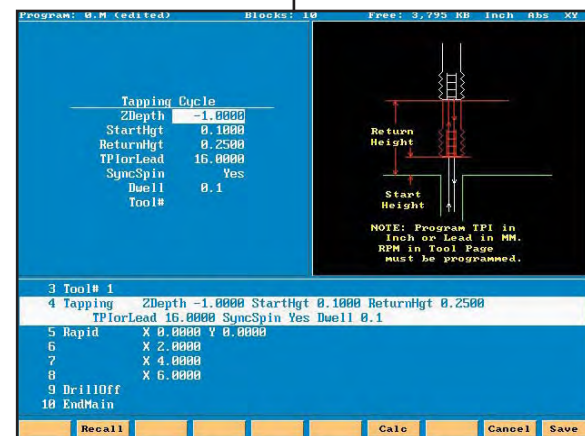 Program: 0.M (edited) Blocks: 10 Free: 3,795 KB Inch Abs XY
Tapping Cycle
ZDepth -1.0000
StartHgt 0.1000
ReturnHgt 0.2500
TPIorLead 16.0000
SyncSpin Yes
Dwell 0.1
Tool#
Return
Height
Start
Height
NOTE: Program TPI in
Inch or Lead in MM.
RPM in Tool Page
must be programmed.
3 Tool# 1
4 Tapping ZDepth -1.0000 StartHgt 0.1000 ReturnHgt 0.2500
TPIorLead 16.0000 SyncSpin Yes Dwell 0.1
5 Rapid X 0.0000 Y 0.0000
6 X 2.0000
7 X 4.0000
8 X 6.0000
9 DrillOff
10 EndMain
Recall Calc Cancel Save